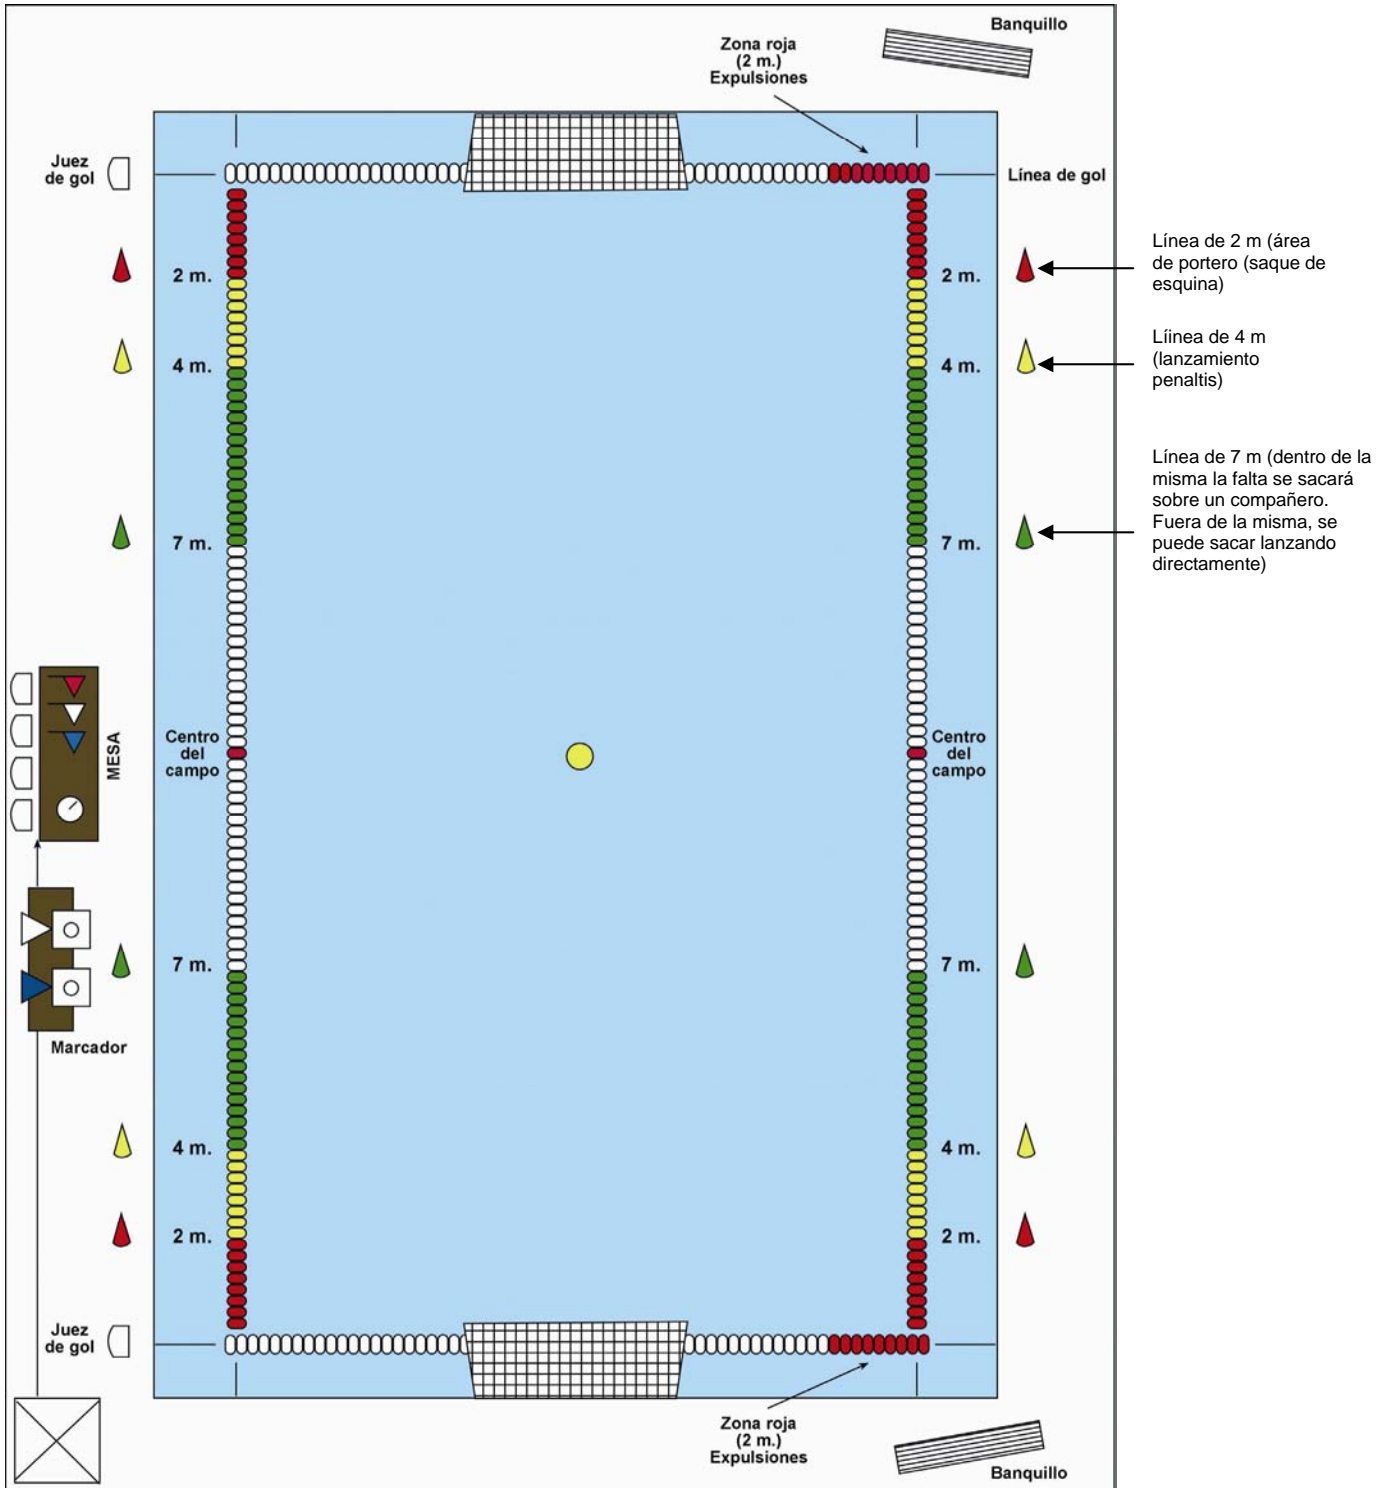 Banquillo
Zona roja
(2 m.)
Expulsiones
Juez
de gol
Línea de gol
2 m.
2 m.
Línea de 2 m (área
de portero (saque de
esquina)
4 m.
4 m.
Liínea de 4 m
(lanzamiento
penaltis)
7 m.
7 m.
Línea de 7 m (dentro de la
misma la falta se sacará
sobre un compañero.
Fuera de la misma, se
puede sacar lanzando
directamente)
MESA
Centro
del
campo
Centro
del
campo
7 m.
7 m.
Marcador
4 m.
4 m.
2 m.
2 m.
Juez
de gol
Zona roja
(2 m.)
Expulsiones
Banquillo